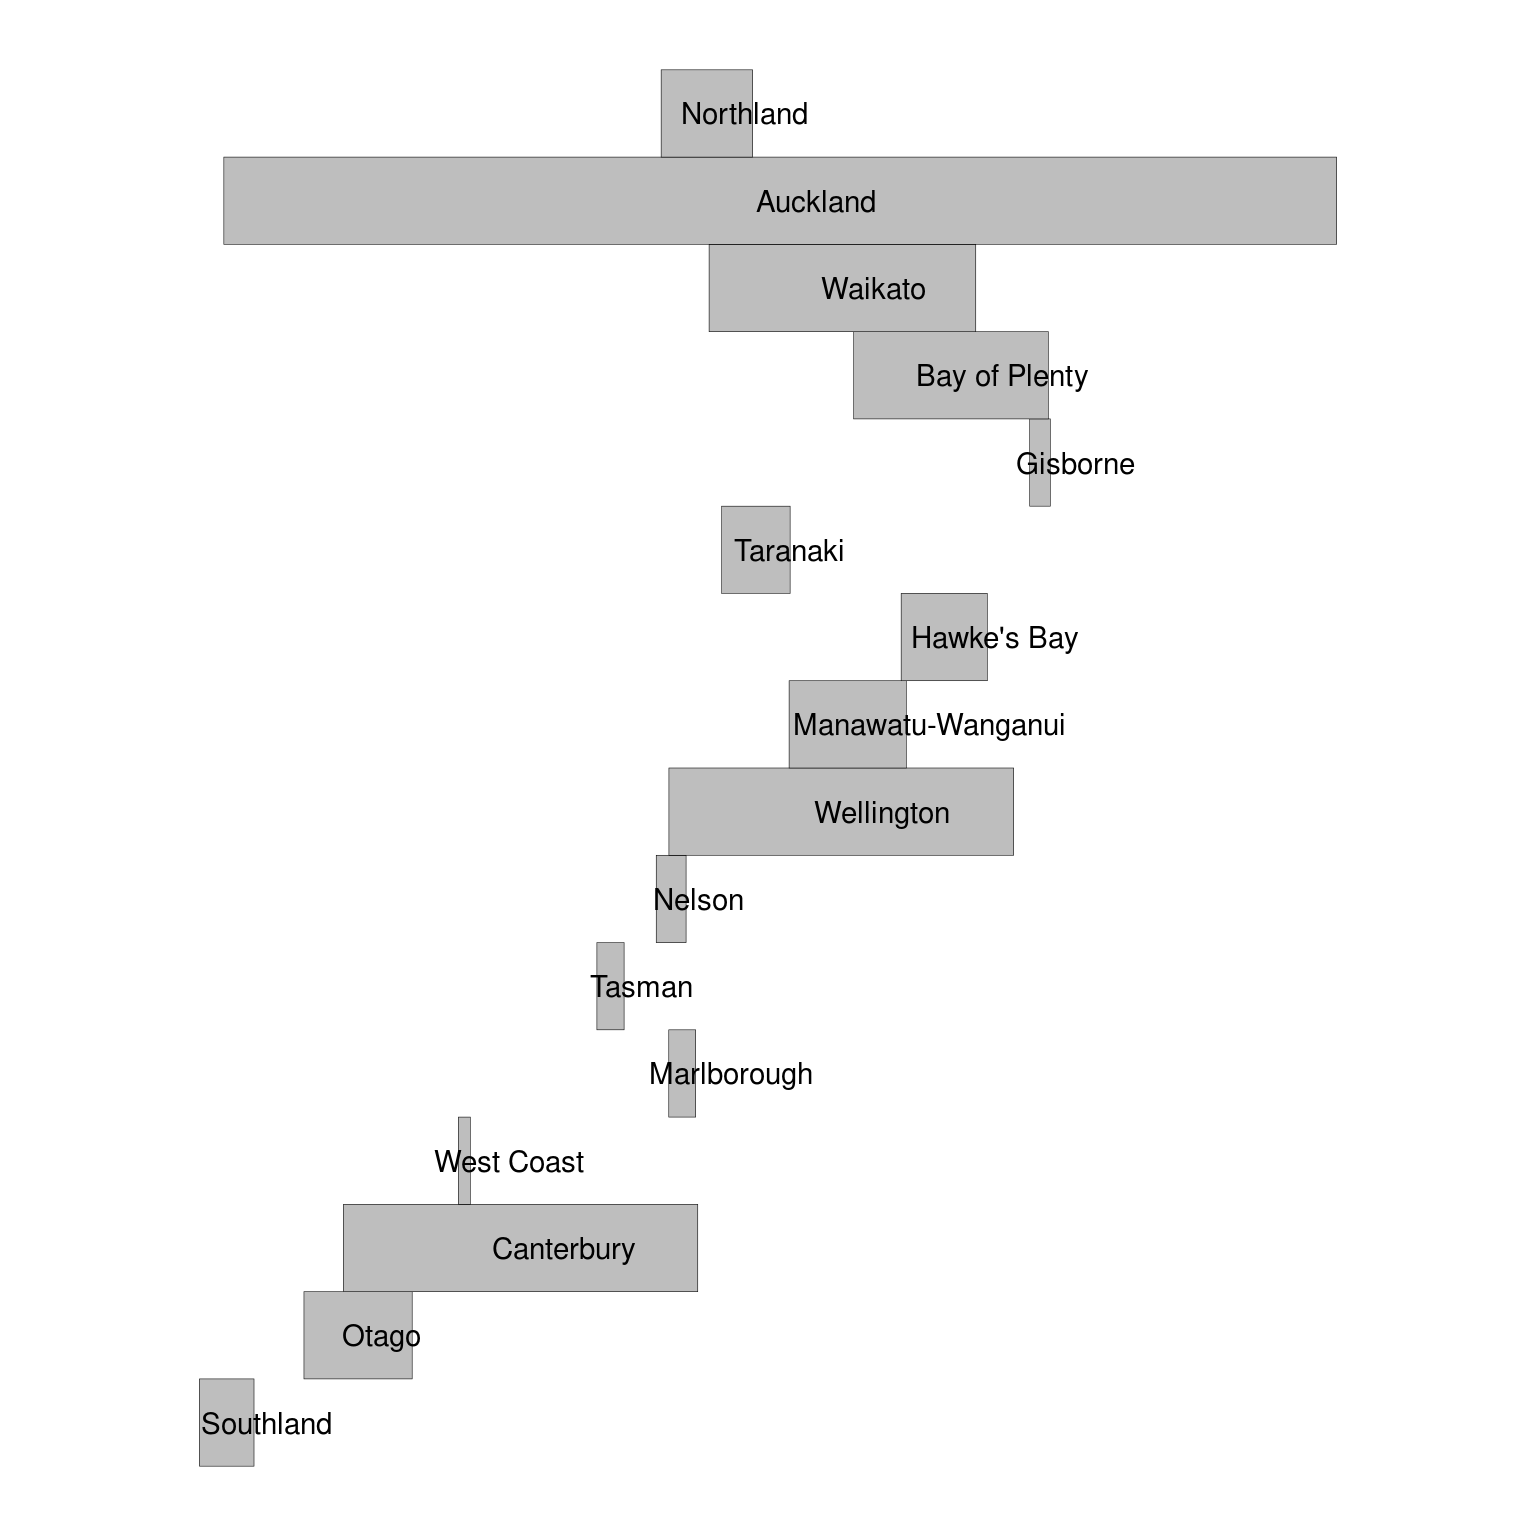 Northland
Auckland
Waikato
Bay of Plenty
Gisborne
Taranaki
Hawke's Bay
Manawatu-Wanganui
Wellington
Nelson
Tasman
Marlborough
West Coast
Canterbury
Otago
Southland